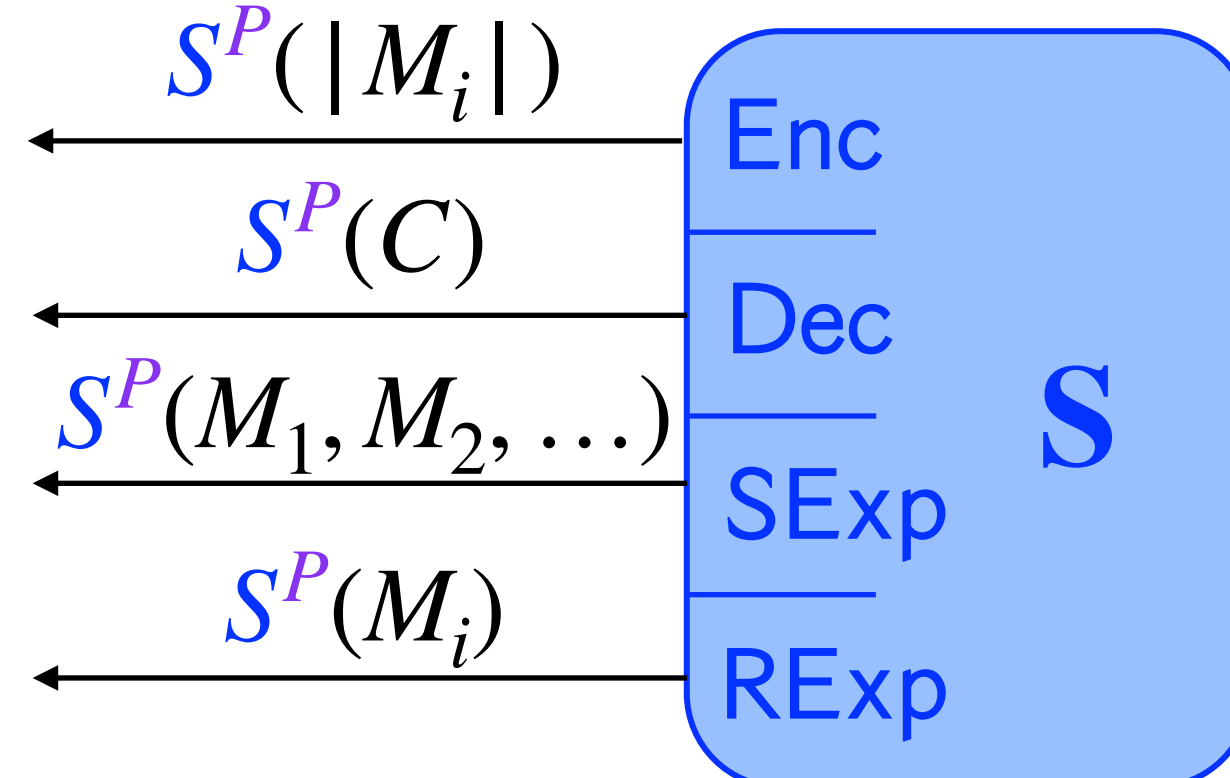 S^P(|M_i|)
Enc
S^P(C)
Dec
S^P(M_1, M_2, …)
SExp
S
S^P(M_i)
RExp